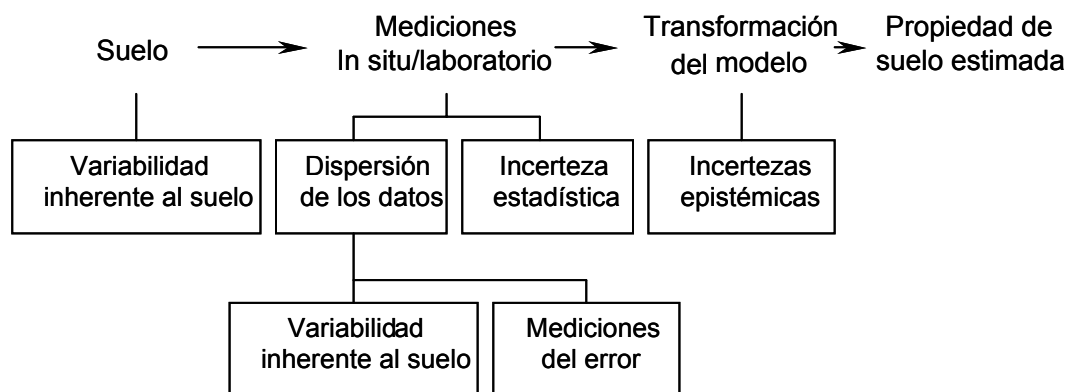 Suelo
Mediciones
In situ/laboratorio
Transformación
del modelo
Propiedad de
suelo estimada
Variabilidad
inherente al suelo
Dispersión
de los datos
Incerteza
estadística
Incertezas
epistémicas
Variabilidad
inherente al suelo
Mediciones
del error